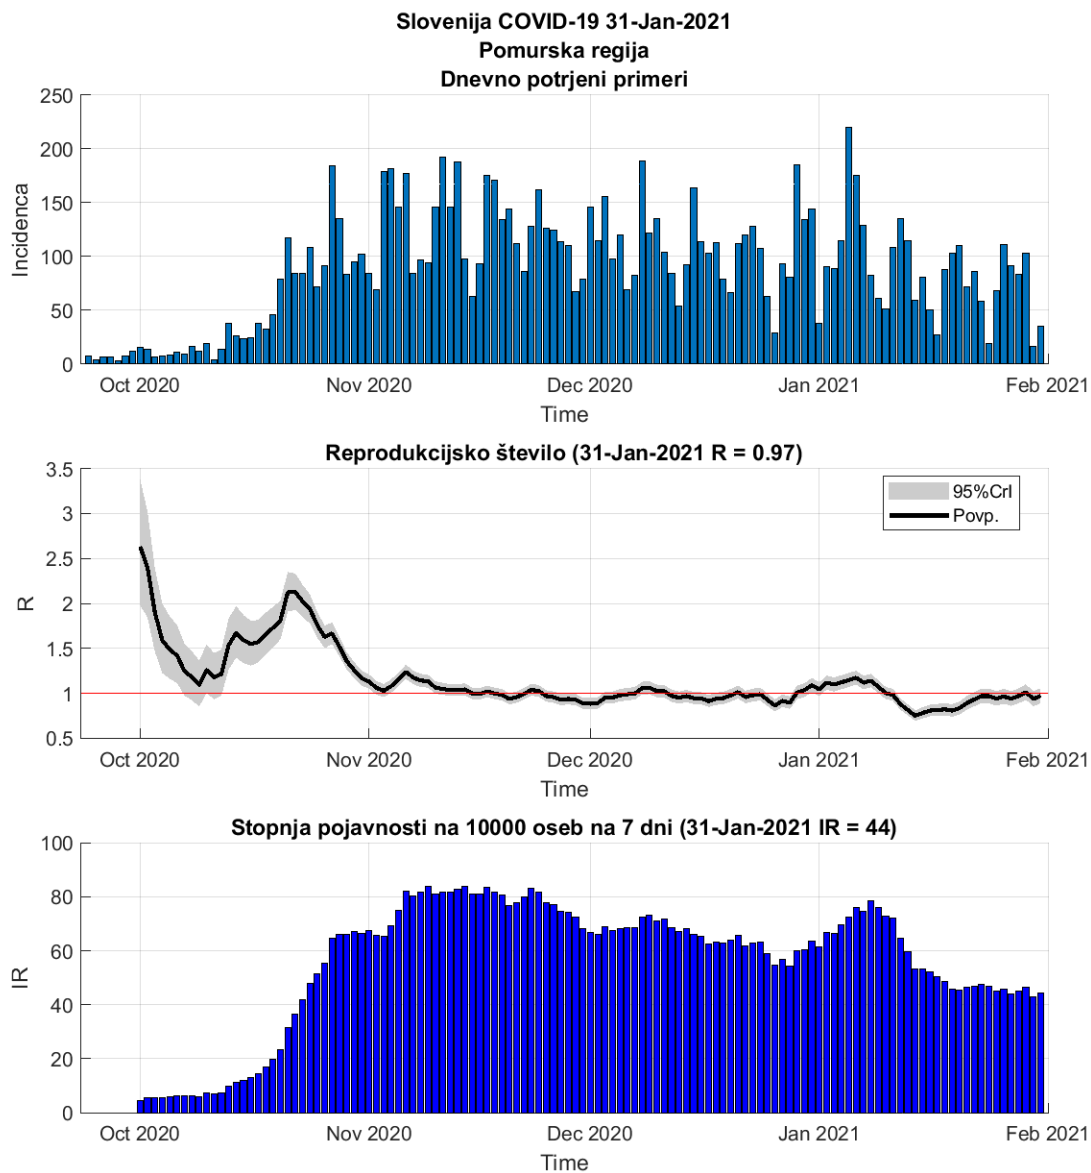 Slovenija COVID-19 31-Jan-2021
Pomurska regija
Dnevno potrjeni primeri
250
200
150
100
50
0
Incidenca
Oct 2020 Nov 2020 Dec 2020 Jan 2021 Feb 2021
Time
Reprodukcijsko število (31-Jan-2021 R = 0.97)
3.5
3
2.5
2
1.5
1
0.5
R
95%CrI
Povp.
Oct 2020 Nov 2020 Dec 2020 Jan 2021 Feb 2021
Time
Stopnja pojavnosti na 10000 oseb na 7 dni (31-Jan-2021 IR = 44)
100
80
60
40
20
0
IR
Oct 2020 Nov 2020 Dec 2020 Jan 2021 Feb 2021
Time